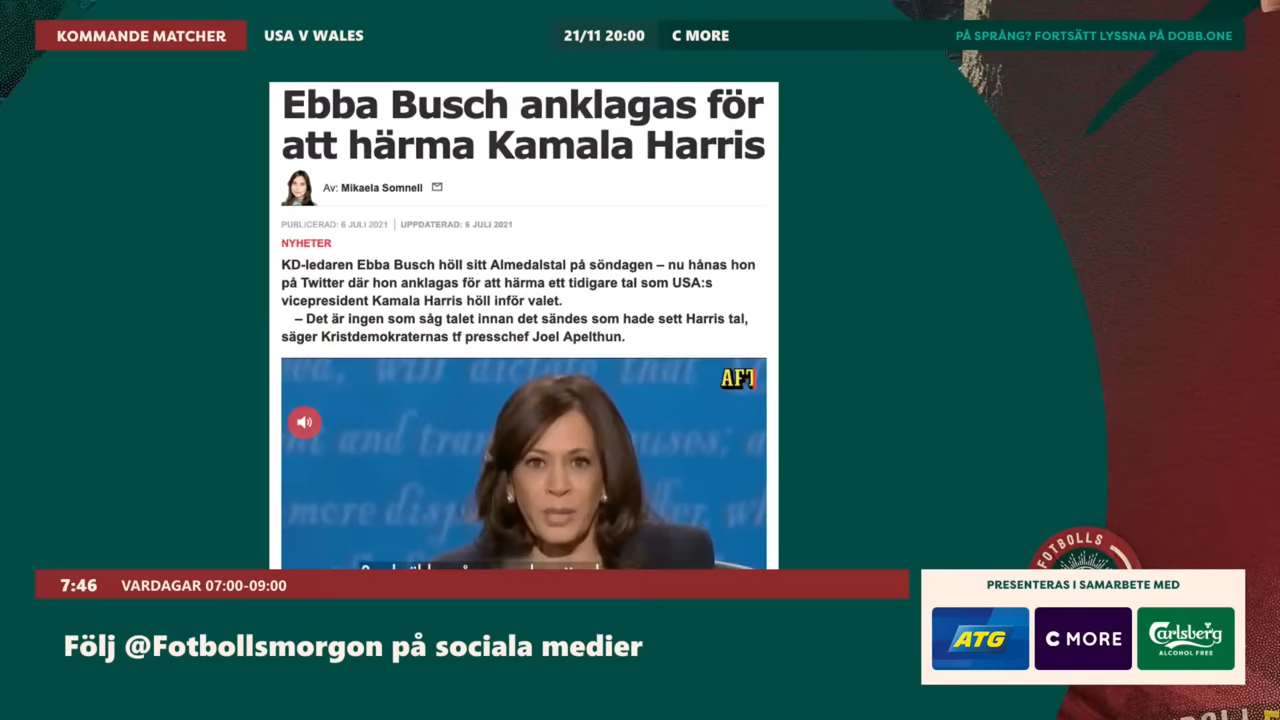 KOMMANDE MATCHER
USA V WALES
21/11 20:00
C MORE
PÅ SPRÅNG? FORTSÄTT LYSSNA PÅ DOBB.ONE
Ebba Busch anklagas för
att härma Kamala Harris
Av: Mikaela Somnell
PUBLICERAD: 6 JULI 2021 | UPPDATERAD: 6 JULI 2021
NYHETER
KD-ledaren Ebba Busch höll sitt Almedalstal på söndagen – nu hånas hon
på Twitter där hon anklagas för att härma ett tidigare tal som USA:s
vicepresident Kamala Harris höll inför valet.
– Det är ingen som såg talet innan det sändes som hade sett Harris tal,
säger Kristdemokraternas tf presschef Joel Apelthun.
will that
and
more
FOTBOLLS
7:46
VARDAGAR 07:00-09:00
PRESENTERAS I SAMARBETE MED
ATG
C MORE
Carlsberg
ALCOHOL FREE
Följ @Fotbollsmorgon på sociala medier